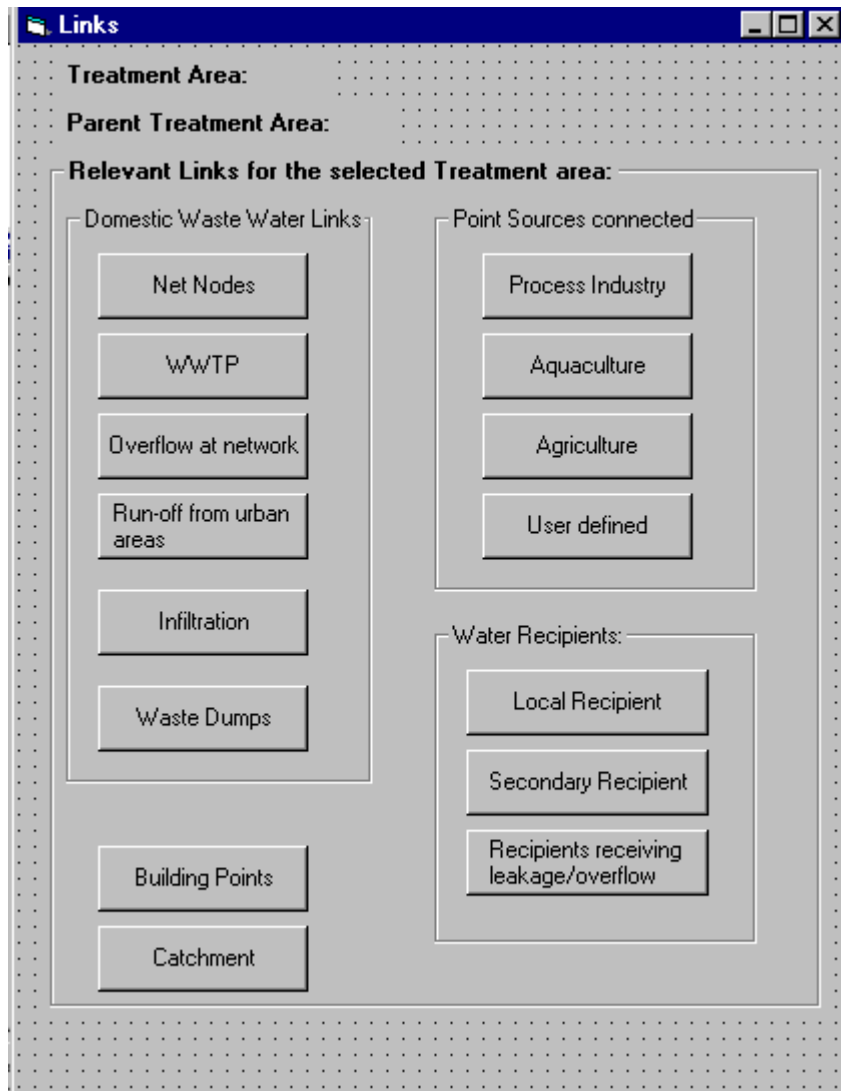 Links
Treatment Area:
Parent Treatment Area:
Relevant Links for the selected Treatment area:
Domestic Waste Water Links
Net Nodes
WWTP
Overflow at network
Run-off from urban
areas
Infiltration
Waste Dumps
Building Points
Catchment
Point Sources connected
Process Industry
Aquaculture
Agriculture
User defined
Water Recipients:
Local Recipient
Secondary Recipient
Recipients receiving
leakage/overflow